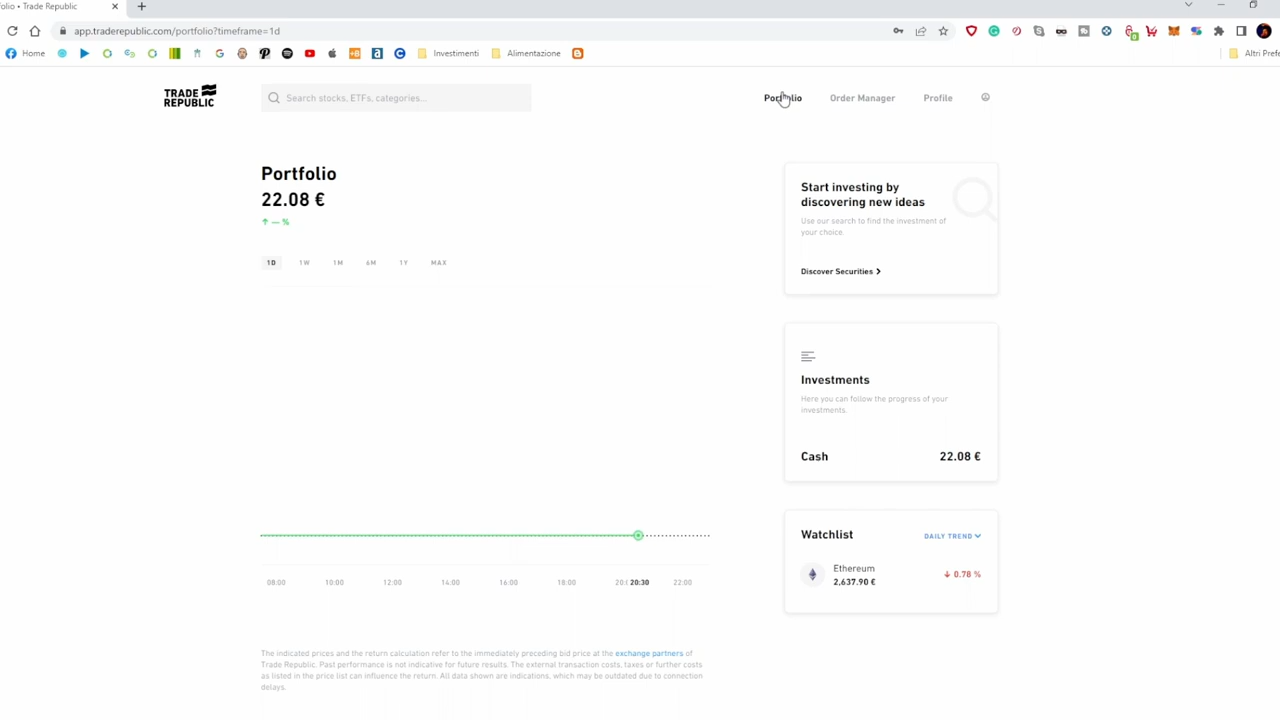 folio • Trade Republic
app.traderepublic.com/portfolio?timeframe=1d
Home
Investimenti
Alimentazione
Altri Prefe
TRADE
REPUBLIC
Search stocks, ETFs, categories...
Portfolio
Order Manager
Profile
Portfolio
22.08 €
— %
1D
1W
1M
6M
1Y
MAX
08:00
10:00
12:00
14:00
16:00
18:00
20:30
22:00
The indicated prices and the return calculation refer to the immediately preceding bid price at the exchange partners of
Trade Republic. Past performance is not indicative for future results. The external transaction costs, taxes or further costs
as listed in the price list can influence the return. All data shown are indications, which may be outdated due to connection
delays.
Start investing by
discovering new ideas
Use our search to find the investment of
your choice.
Discover Securities
Investments
Here you can follow the progress of your
investments.
Cash 22.08 €
Watchlist DAILY TREND
Ethereum
2,637.90 €
0.78 %